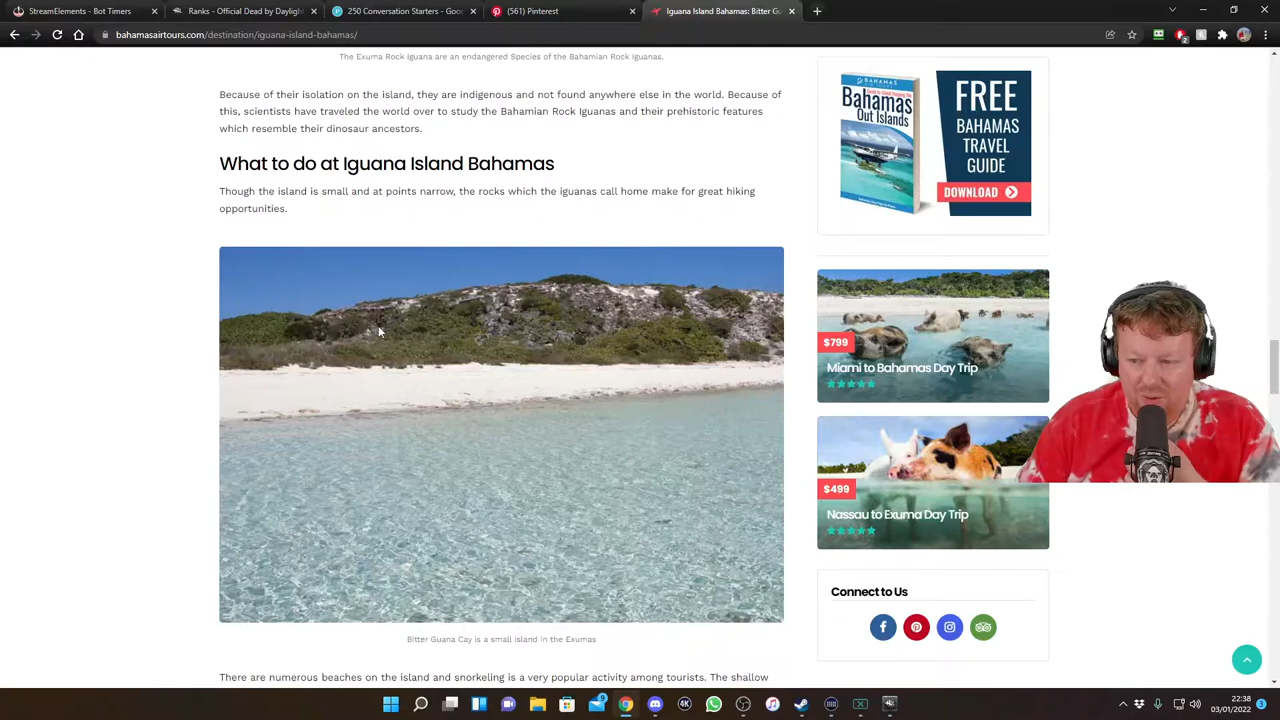 StreamElements - Bot Timers
Ranks - Official Dead by Daylight
250 Conversation Starters - Goo
(561) Pinterest
Iguana Island Bahamas: Bitter Gu
bahamasairtours.com/destination/iguana-island-bahamas/
The Exuma Rock Iguana are an endangered Species of the Bahamian Rock Iguanas.
Because of their isolation on the island, they are indigenous and not found anywhere else in the world. Because of
this, scientists have traveled the world over to study the Bahamian Rock Iguanas and their prehistoric features
which resemble their dinosaur ancestors.
What to do at Iguana Island Bahamas
Though the island is small and at points narrow, the rocks which the iguanas call home make for great hiking
opportunities.
Bitter Guana Cay is a small island in the Exumas
There are numerous beaches on the island and snorkeling is a very popular activity among tourists. The shallow
BAHAMAS
Bahamas
Out Islands
FREE
BAHAMAS
TRAVEL
GUIDE
DOWNLOAD
$799
Miami to Bahamas Day Trip
$499
Nassau to Exuma Day Trip
Connect to Us
22:38
03/01/2022